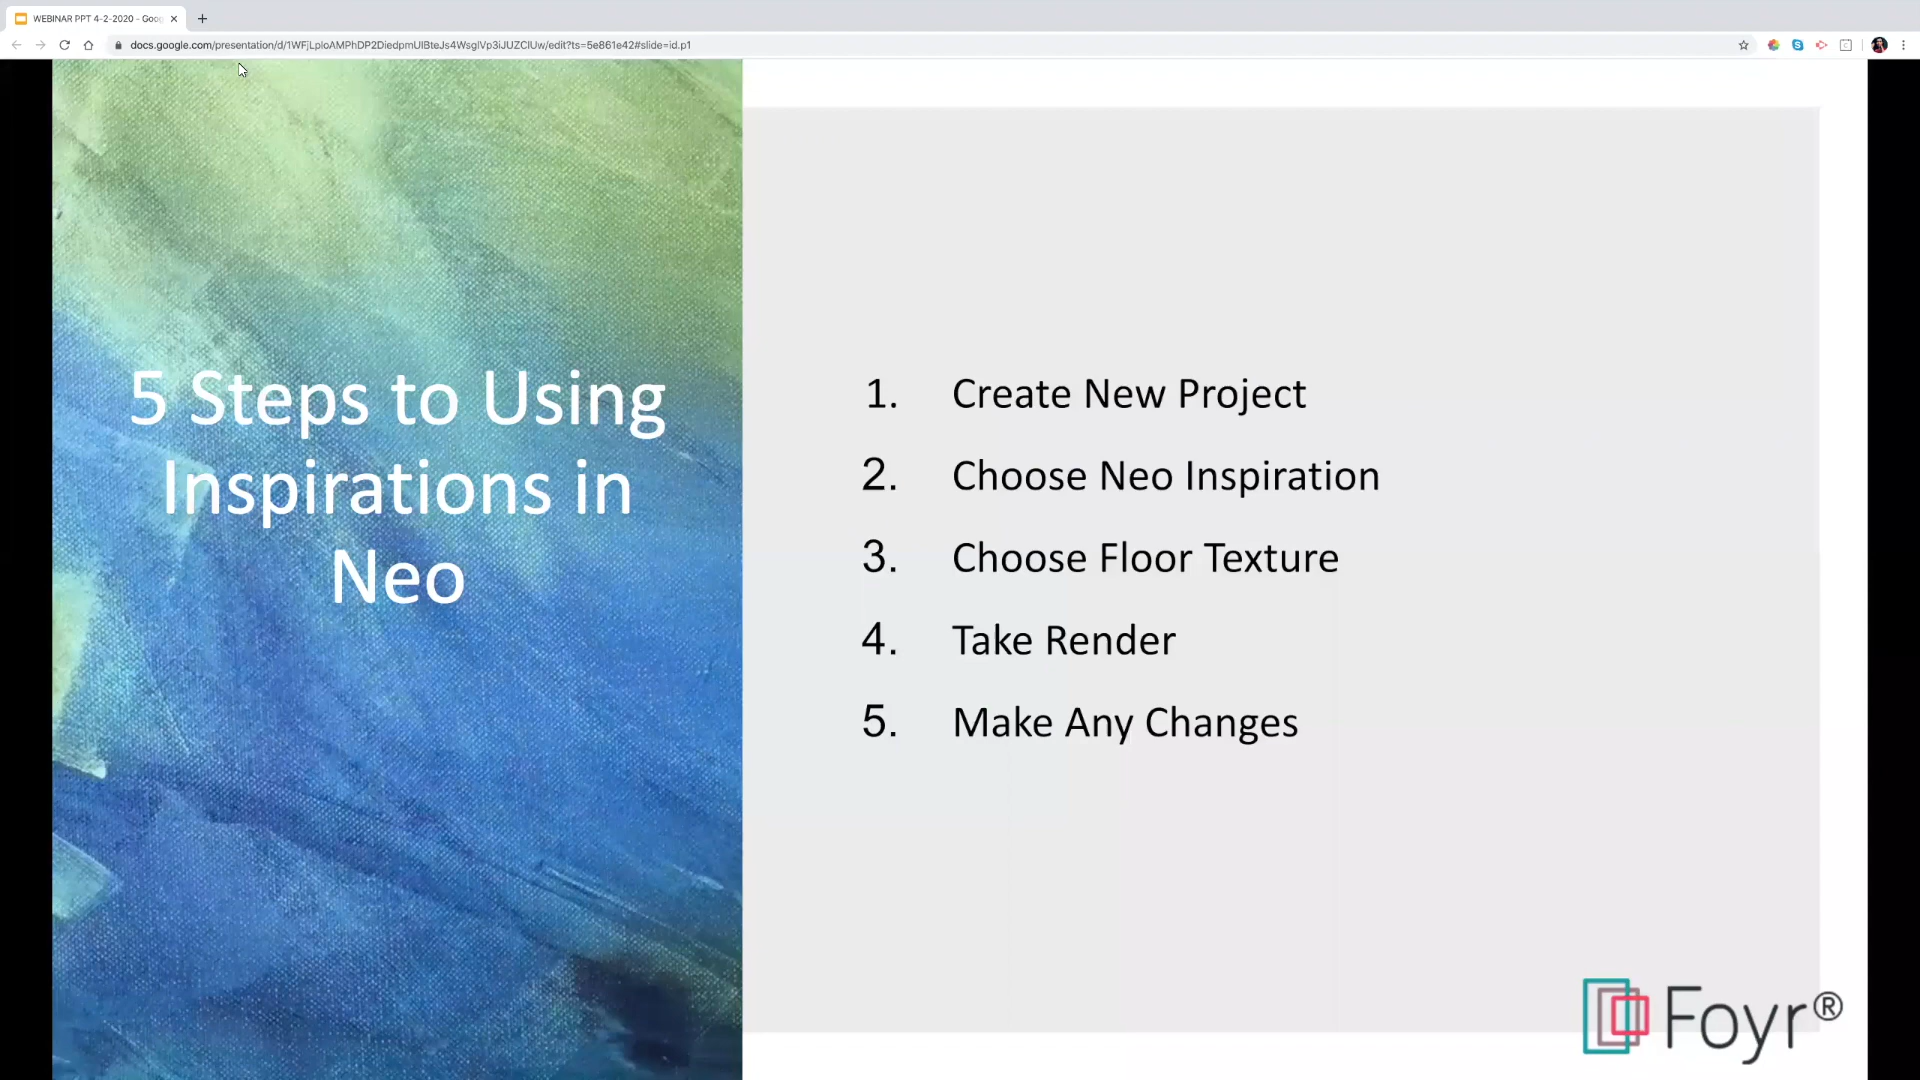 WEBINAR PPT 4-2-2020 - Goog
docs.google.com/presentation/d/1WFjLploAMPhDP2DiedpmUIBteJs4WsglVp3iJUZClUw/edit?ts=5e861e42#slide=id.p1
5 Steps to Using
Inspirations in
Neo
1. Create New Project
2. Choose Neo Inspiration
3. Choose Floor Texture
4. Take Render
5. Make Any Changes
Foyr®